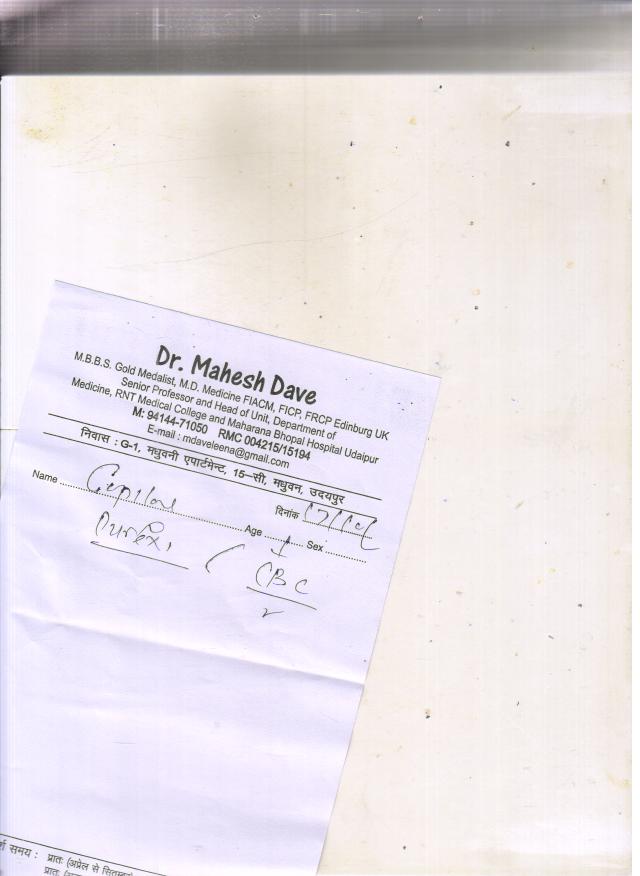 Dr. Mahesh Dave
M.B.B.S. Gold Medalist, M.D. Medicine FIACM, FICP, FRCP Edinburg UK
Senior Professor and Head of Unit, Department of
Medicine, RNT Medical College and Maharana Bhopal Hospital Udaipur
M: 94144-71050 RMC 004215/15194
E-mail : mdaveleena@gmail.com
निवास : G-1, मधुवनी एपार्टमेन्ट, 15-सी, मधुवन, उदयपुर
Name
दिनांक
Age Sex
CBC
समय : प्रातः (अप्रेल से सितम्बर)
प्रातः